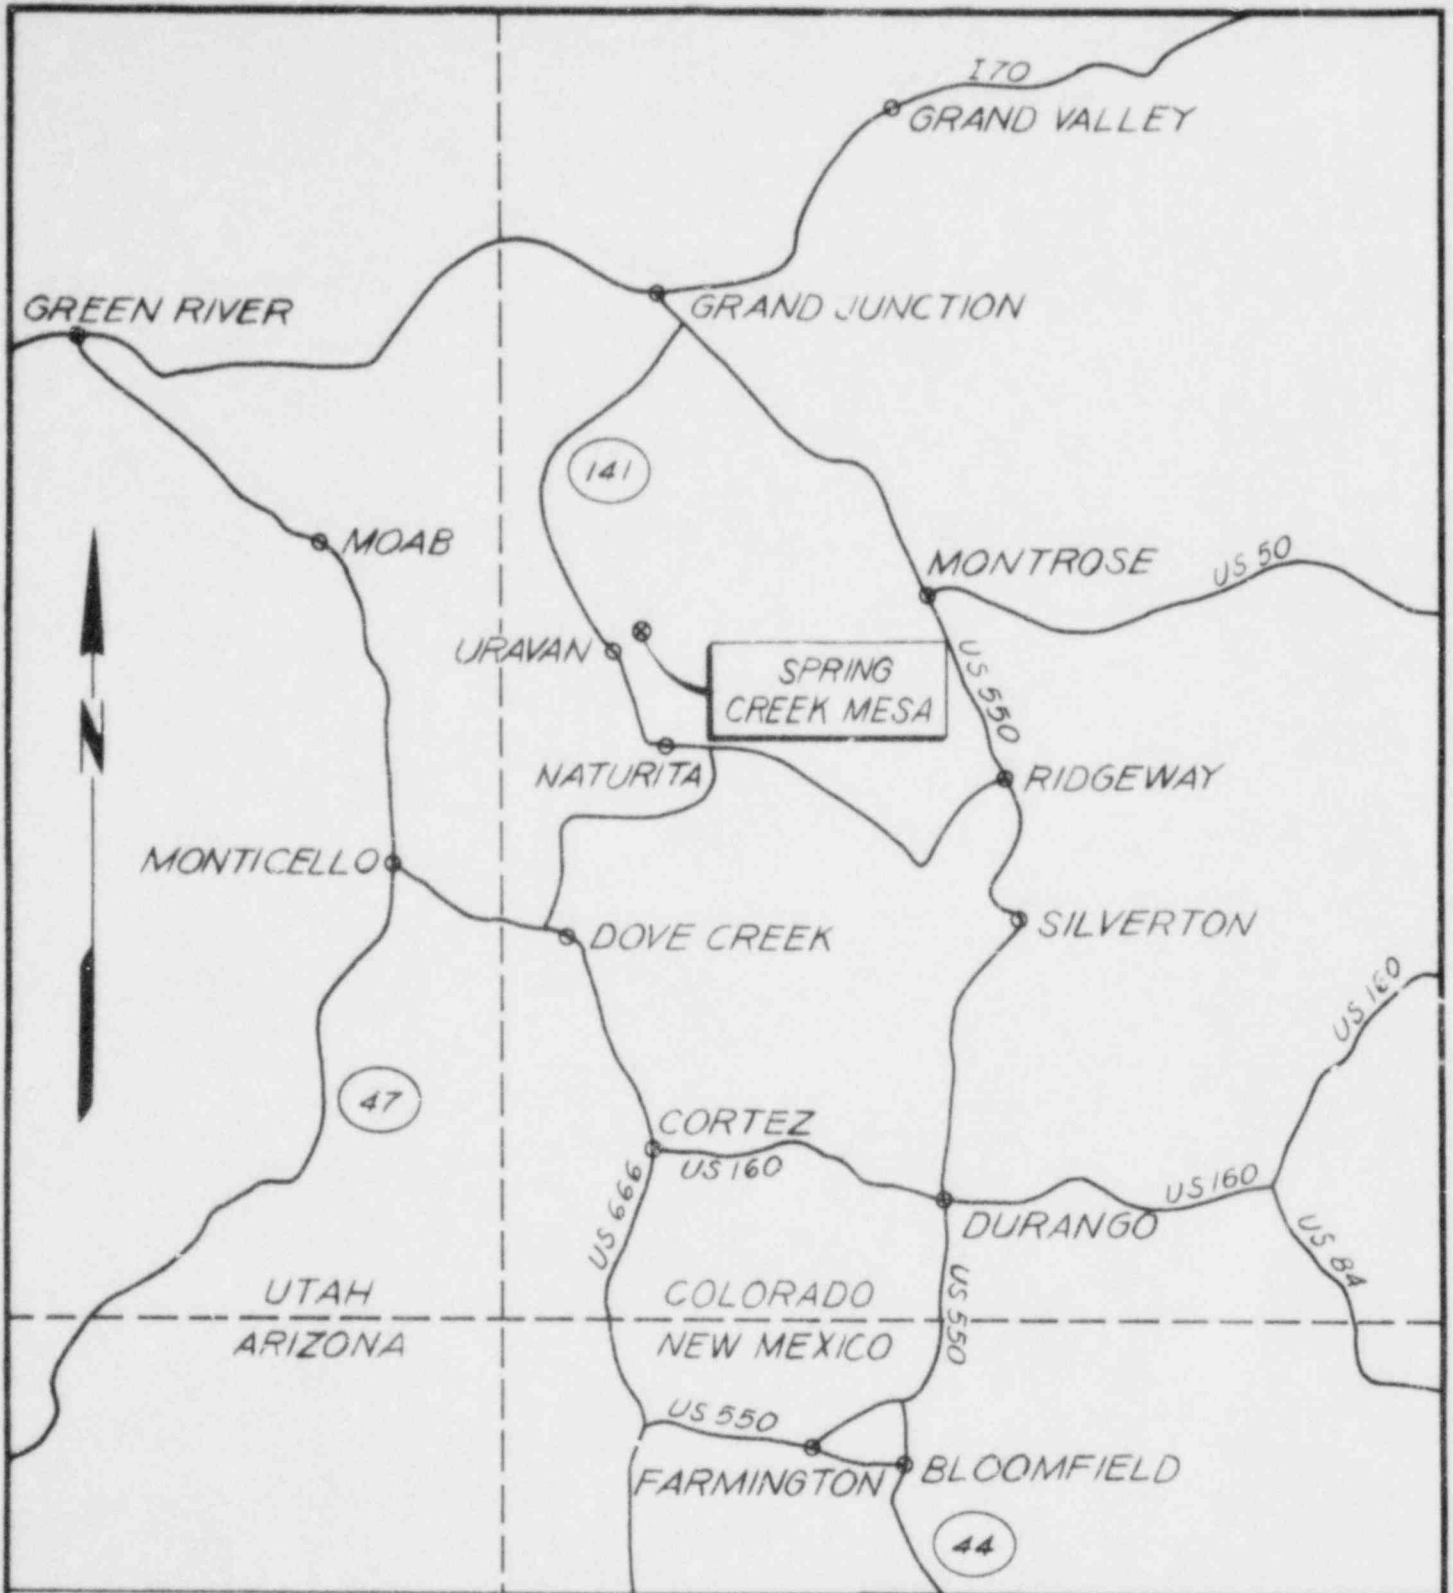 I70
GRAND VALLEY
GREEN RIVER
GRAND JUNCTION
141
MOAB
MONTROSE
US 50
URAVAN
SPRING
CREEK MESA
US 550
N
NATURITA
RIDGEWAY
MONTICELLO
DOVE CREEK
SILVERTON
US 160
47
CORTEZ
US 160
US 666
US 160
DURANGO
US 84
UTAH
COLORADO
US 550
ARIZONA
NEW MEXICO
US 550
FARMINGTON
BLOOMFIELD
44